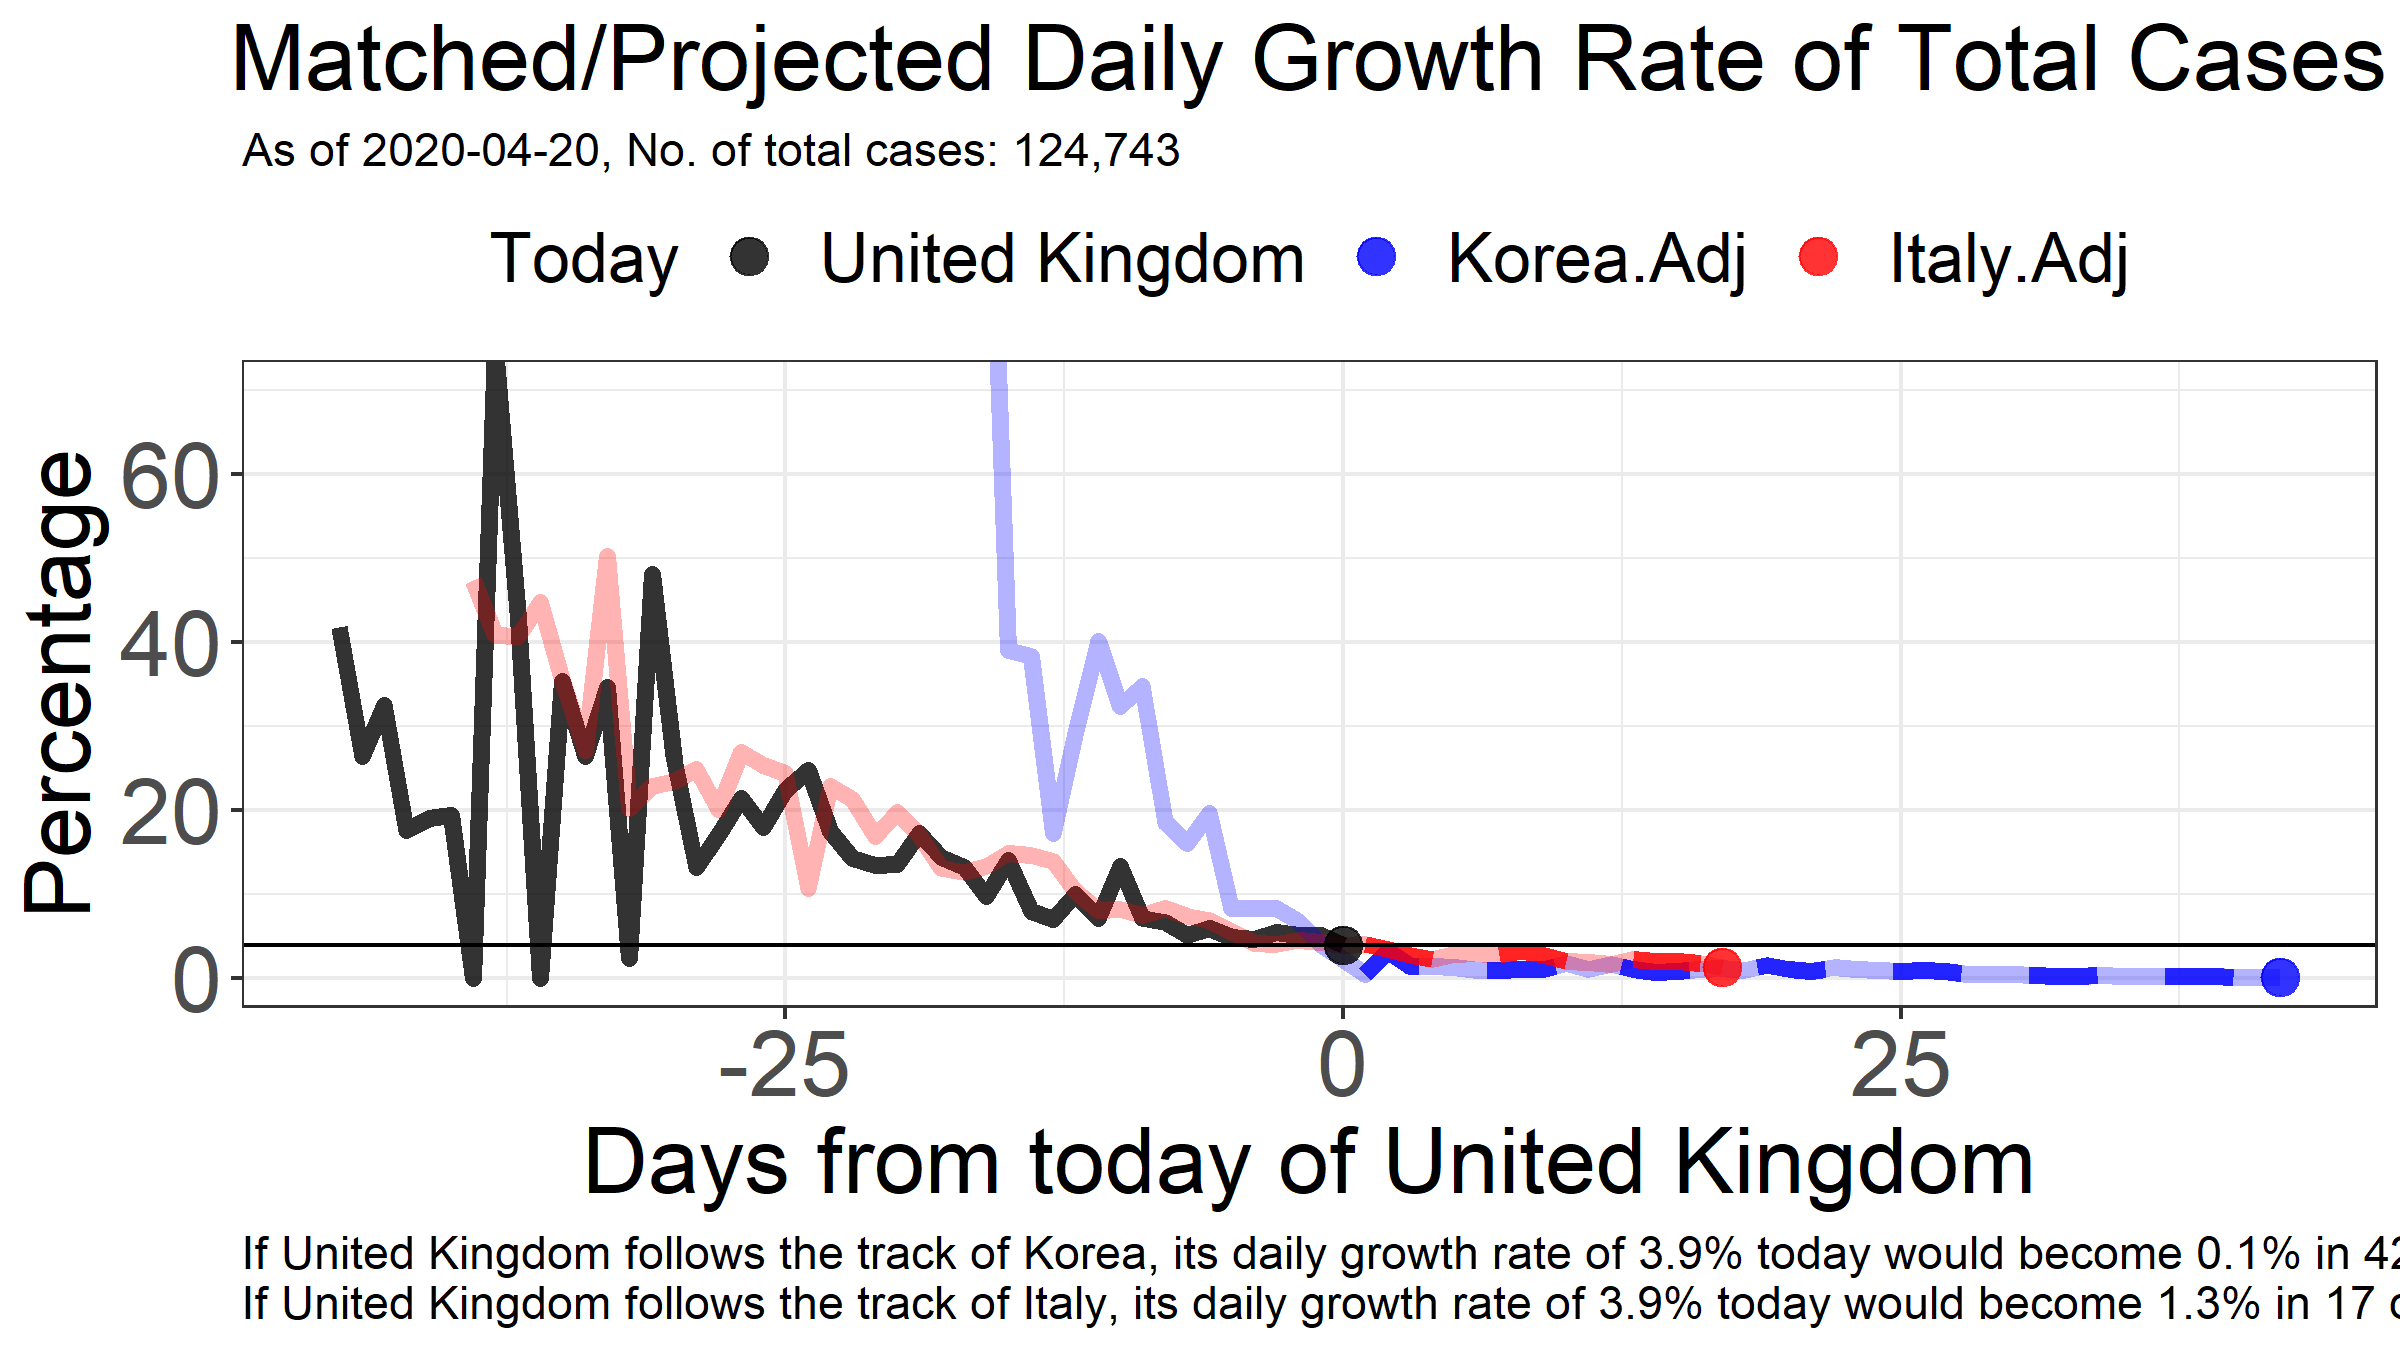 Matched/Projected Daily Growth Rate of Total Cases
As of 2020-04-20, No. of total cases: 124,743
Today United Kingdom Korea.Adj Italy.Adj
Percentage
60
40
20
0
-25 0 25
Days from today of United Kingdom
If United Kingdom follows the track of Korea, its daily growth rate of 3.9% today would become 0.1% in 42
If United Kingdom follows the track of Italy, its daily growth rate of 3.9% today would become 1.3% in 17